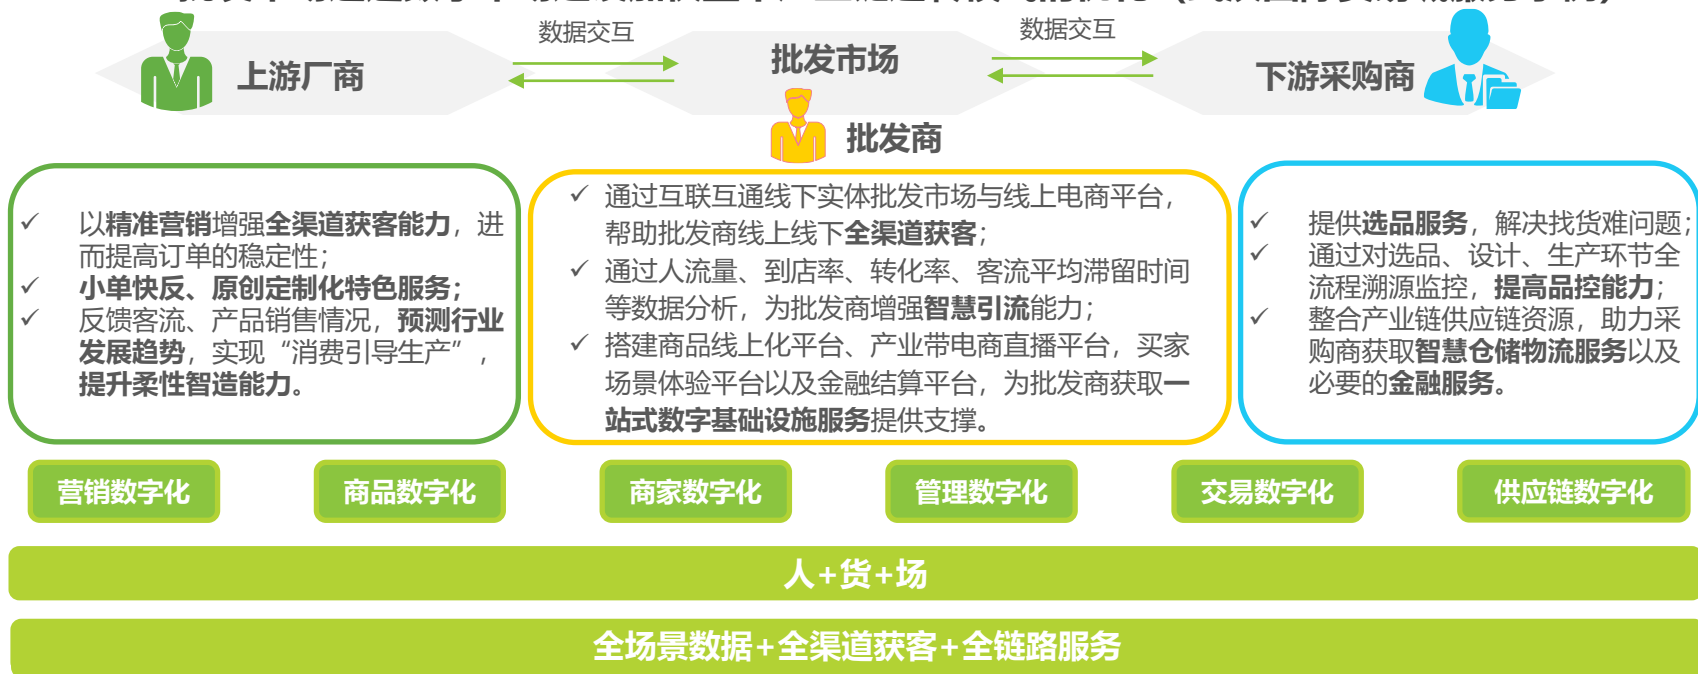 数据交互
数据交互
上游厂商
批发市场
下游采购商
批发商
✓ 以精准营销增强全渠道获客能力，进
而提高订单的稳定性；
✓ 小单快反、原创定制化特色服务；
✓ 反馈客流、产品销售情况，预测行业
发展趋势，实现“消费引导生产”，
提升柔性智造能力。
✓ 通过互联互通线下实体批发市场与线上电商平台，
帮助批发商线上线下全渠道获客；
✓ 通过人流量、到店率、转化率、客流平均滞留时间
等数据分析，为批发商增强智慧引流能力；
✓ 搭建商品线上化平台、产业带电商直播平台，买家
场景体验平台以及金融结算平台，为批发商获取一
站式数字基础设施服务提供支撑。
✓ 提供选品服务，解决找货难问题；
✓ 通过对选品、设计、生产环节全
流程溯源监控，提高品控能力；
✓ 整合产业链供应链资源，助力采
购商获取智慧仓储物流服务以及
必要的金融服务。
营销数字化
商品数字化
商家数字化
管理数字化
交易数字化
供应链数字化
人+货+场
全场景数据+全渠道获客+全链路服务